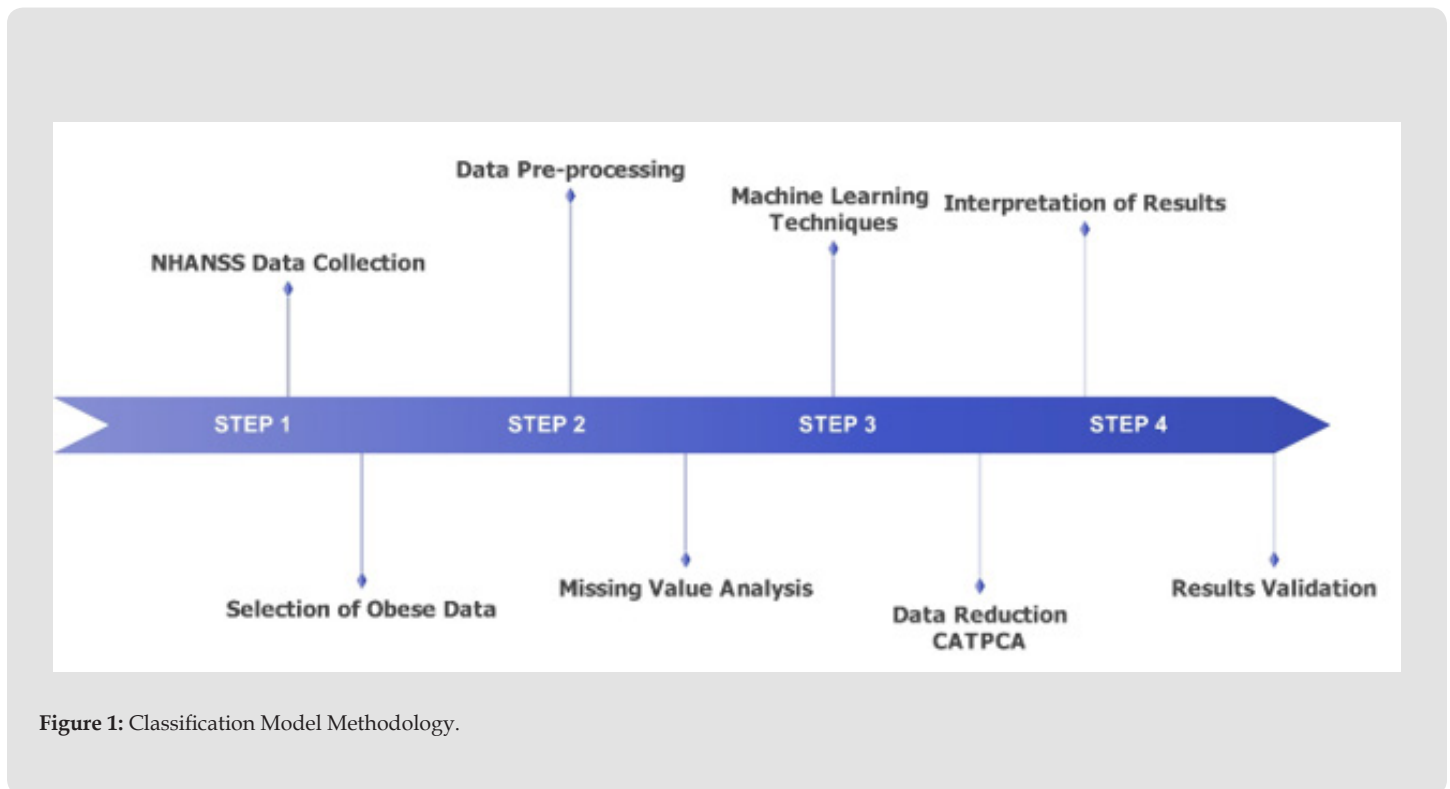 Data Pre-processing
Machine Learning
Techniques
Interpretation of Results
NHANSS Data Collection
STEP 1
STEP 2
STEP 3
STEP 4
Selection of Obese Data
Missing Value Analysis
Data Reduction
CATPCA
Results Validation
Figure 1: Classification Model Methodology.